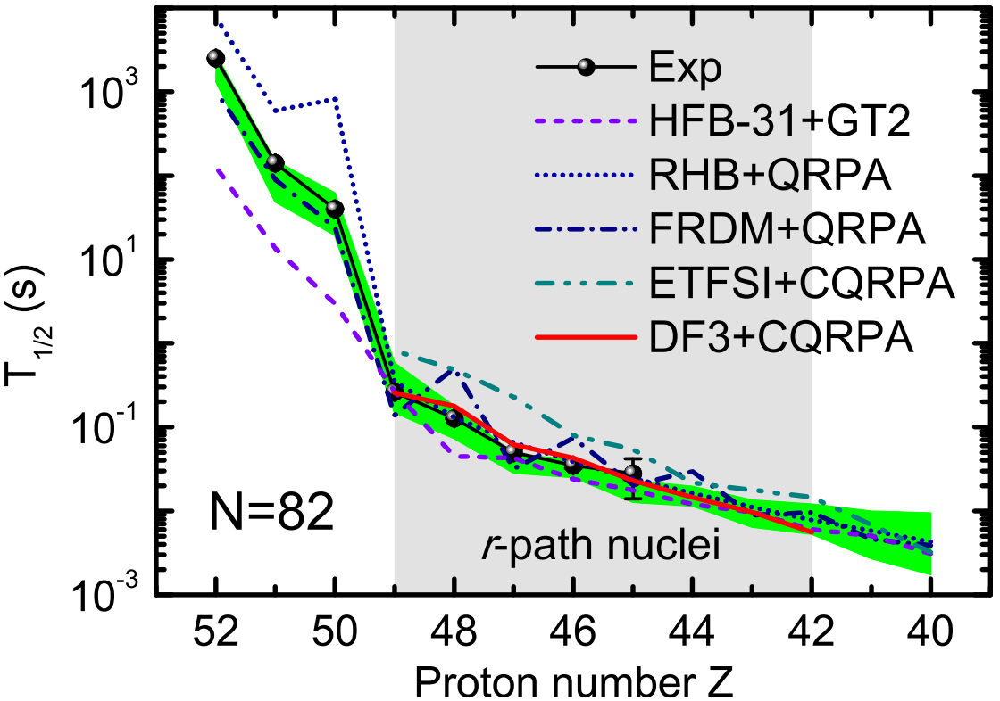 Exp
HFB-31+GT2
RHB+QRPA
FRDM+QRPA
ETFSI+CQRPA
DF3+CQRPA
T1/2 (s)
10^3
10^1
10^-1
10^-3
N=82
r-path nuclei
52 50 48 46 44 42 40
Proton number Z